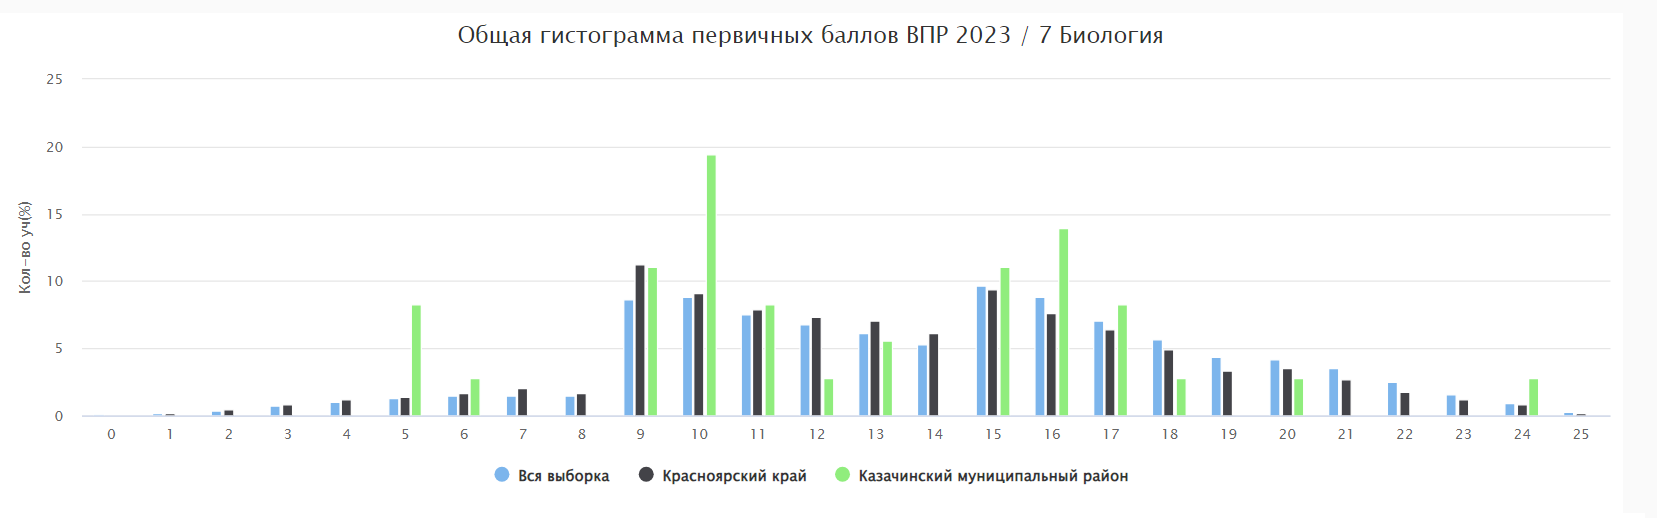 Общая гистограмма первичных баллов ВПР 2023 / 7 Биология
25
20
15
10
5
0
Кол-во уч(%)
0 1 2 3 4 5 6 7 8 9 10 11 12 13 14 15 16 17 18 19 20 21 22 23 24 25
Вся выборка Красноярский край Казачинский муниципальный район